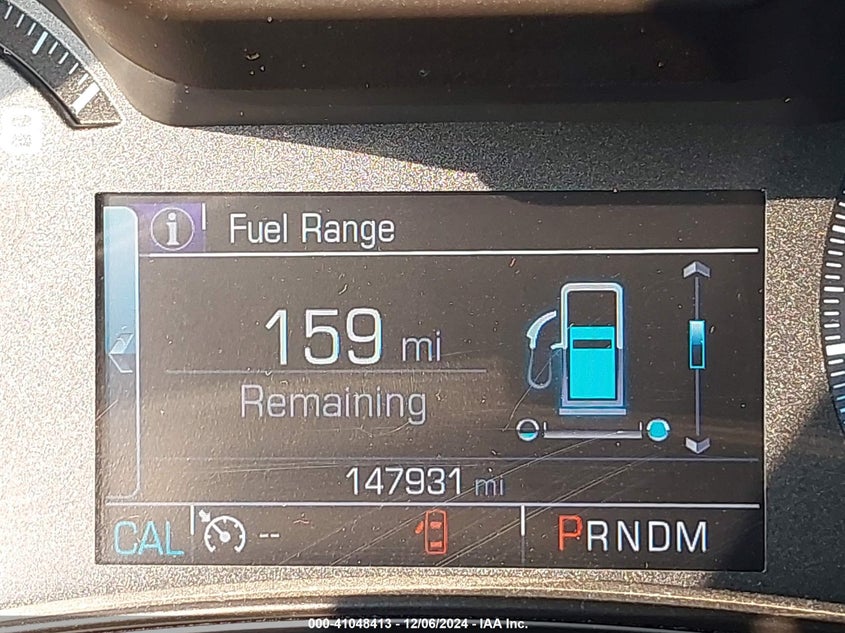 i Fuel Range
159 mi
Remaining
147931 mi
CAL -- PRNDM
000-41048413 - 12/06/2024 - IAA Inc.